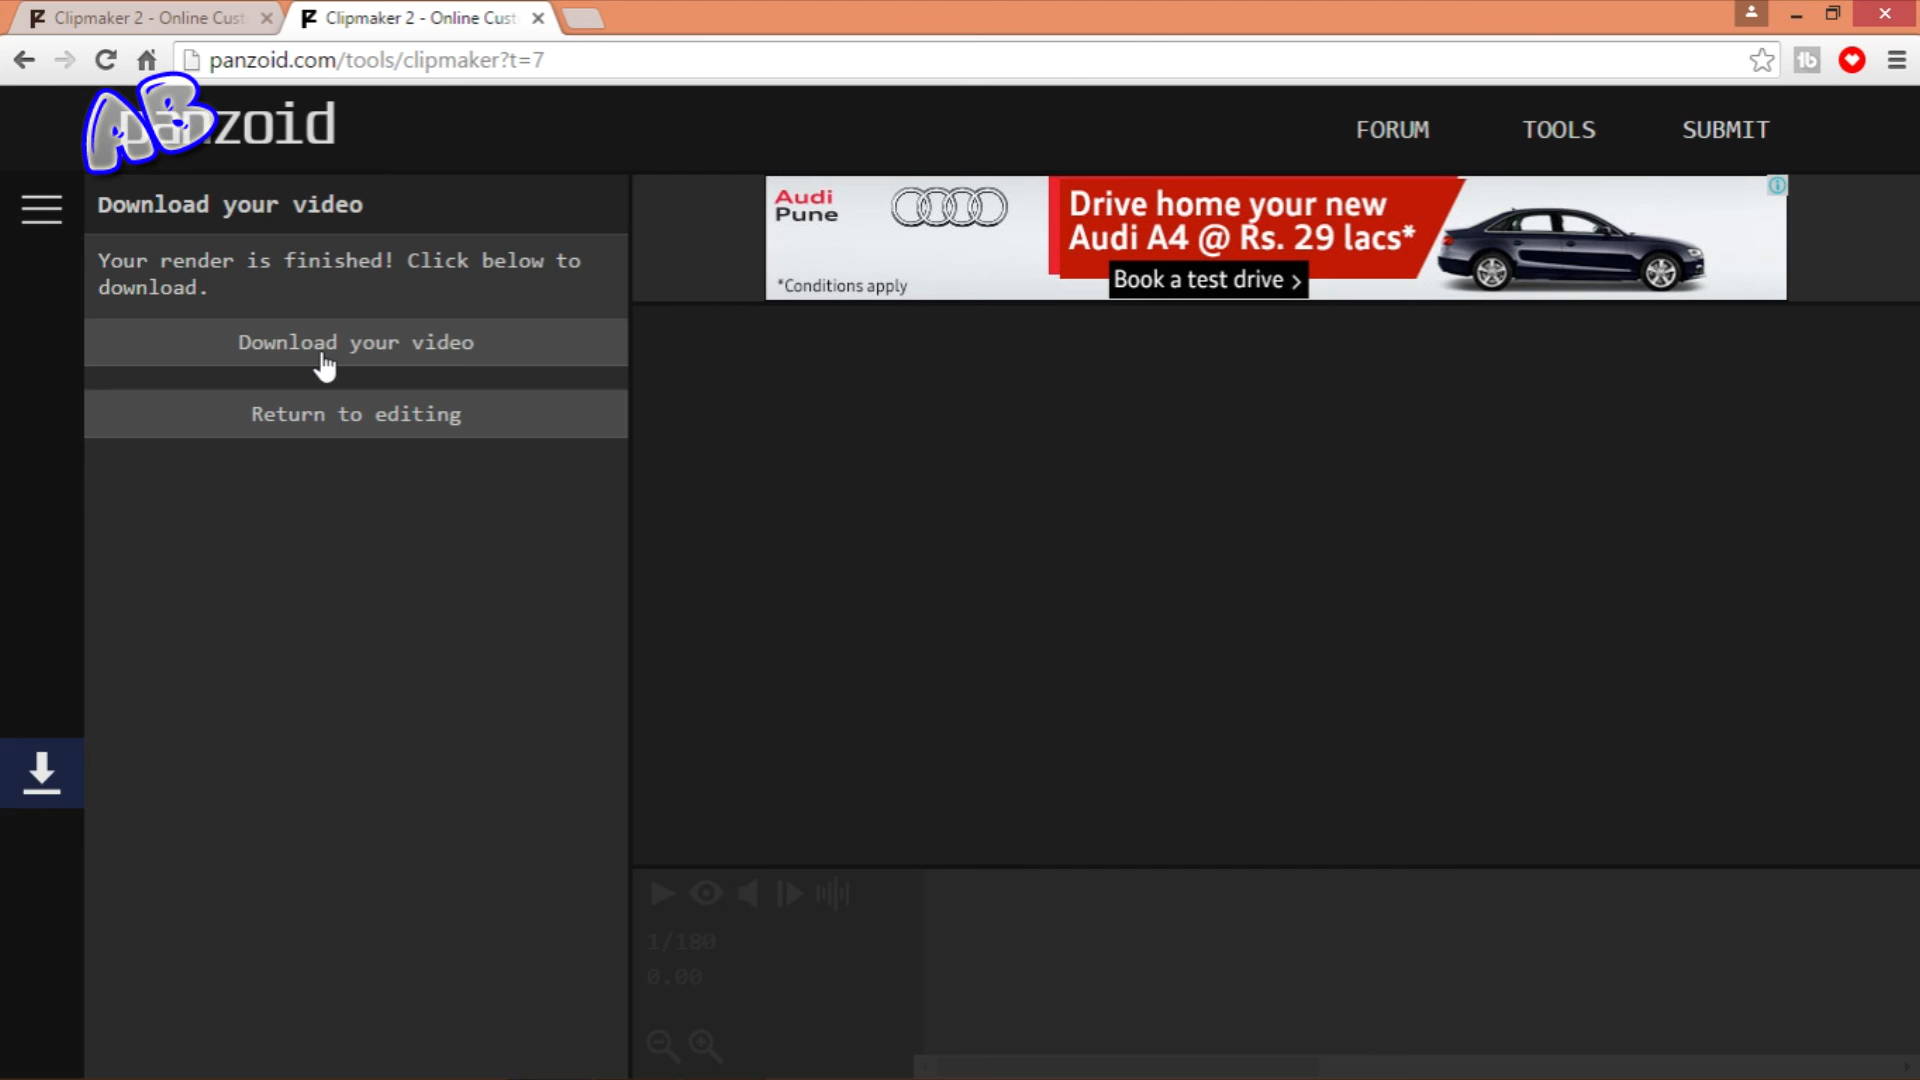 Clipmaker 2 - Online Cust
Clipmaker 2 - Online Cust
panzoid.com/tools/clipmaker?t=7
AB
panzoid
FORUM
TOOLS
SUBMIT
Download your video
Your render is finished! Click below to
download.
Download your video
Return to editing
Audi
Pune
*Conditions apply
Drive home your new
Audi A4 @ Rs. 29 lacs*
Book a test drive >
1/180
0.00